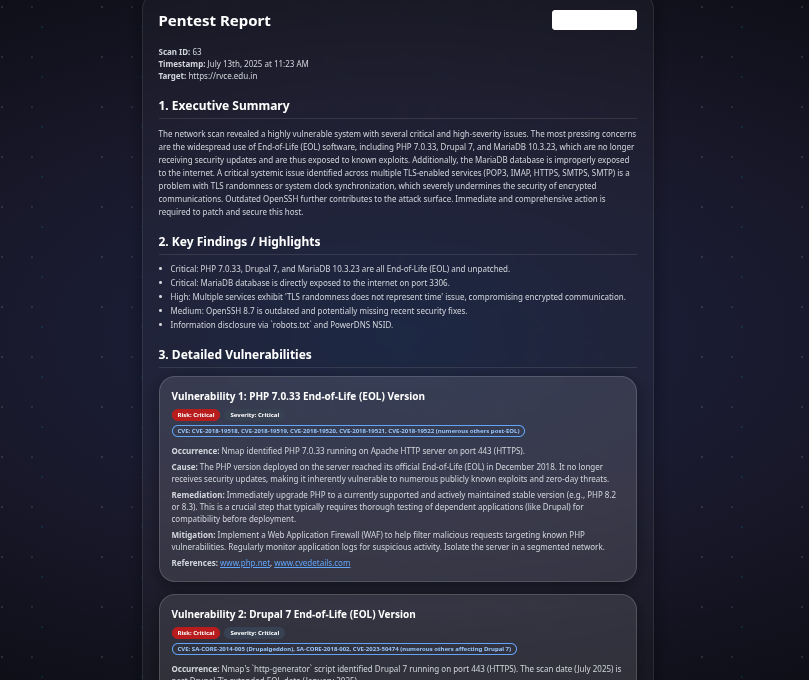 Pentest Report
Scan ID: 63
Timestamp: July 13th, 2025 at 11:23 AM
Target: https://rvce.edu.in
1. Executive Summary
The network scan revealed a highly vulnerable system with several critical and high-severity issues. The most pressing concerns
are the widespread use of End-of-Life (EOL) software, including PHP 7.0.33, Drupal 7, and MariaDB 10.3.23, which are no longer
receiving security updates and are thus exposed to known exploits. Additionally, the MariaDB database is improperly exposed
to the internet. A critical systemic issue identified across multiple TLS-enabled services (POP3, IMAP, HTTPS, SMTPS, SMTP) is a
problem with TLS randomness or system clock synchronization, which severely undermines the security of encrypted
communications. Outdated OpenSSH further contributes to the attack surface. Immediate and comprehensive action is
required to patch and secure this host.
2. Key Findings / Highlights
• Critical: PHP 7.0.33, Drupal 7, and MariaDB 10.3.23 are all End-of-Life (EOL) and unpatched.
• Critical: MariaDB database is directly exposed to the internet on port 3306.
• High: Multiple services exhibit 'TLS randomness does not represent time' issue, compromising encrypted communication.
• Medium: OpenSSH 8.7 is outdated and potentially missing recent security fixes.
• Information disclosure via `robots.txt` and PowerDNS NSID.
3. Detailed Vulnerabilities
Vulnerability 1: PHP 7.0.33 End-of-Life (EOL) Version
Risk: Critical Severity: Critical
CVE: CVE-2018-19518, CVE-2018-19519, CVE-2018-19520, CVE-2018-19521, CVE-2018-19522 (numerous others post-EOL)
Occurrence: Nmap identified PHP 7.0.33 running on Apache HTTP server on port 443 (HTTPS).
Cause: The PHP version deployed on the server reached its official End-of-Life (EOL) in December 2018. It no longer
receives security updates, making it inherently vulnerable to numerous publicly known exploits and zero-day threats.
Remediation: Immediately upgrade PHP to a currently supported and actively maintained stable version (e.g., PHP 8.2
or 8.3). This is a crucial step that typically requires thorough testing of dependent applications (like Drupal) for
compatibility before deployment.
Mitigation: Implement a Web Application Firewall (WAF) to help filter malicious requests targeting known PHP
vulnerabilities. Regularly monitor application logs for suspicious activity. Isolate the server in a segmented network.
References: www.php.net, www.cvedetails.com
Vulnerability 2: Drupal 7 End-of-Life (EOL) Version
Risk: Critical Severity: Critical
CVE: SA-CORE-2014-005 (Drupalgeddon), SA-CORE-2018-002, CVE-2023-50474 (numerous others affecting Drupal 7)
Occurrence: Nmap's `http-generator` script identified Drupal 7 running on port 443 (HTTPS). The scan date (July 2025) is